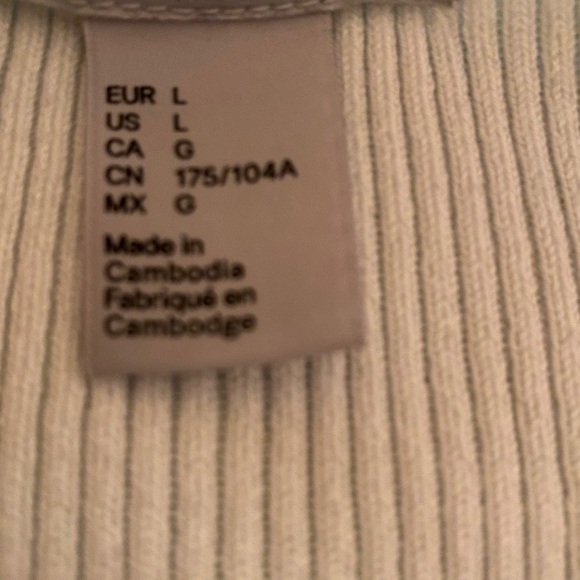 EUR L
US L
CA G
CN 175/104A
MX G
Made in
Cambodia
Fabriqué en
Cambodge